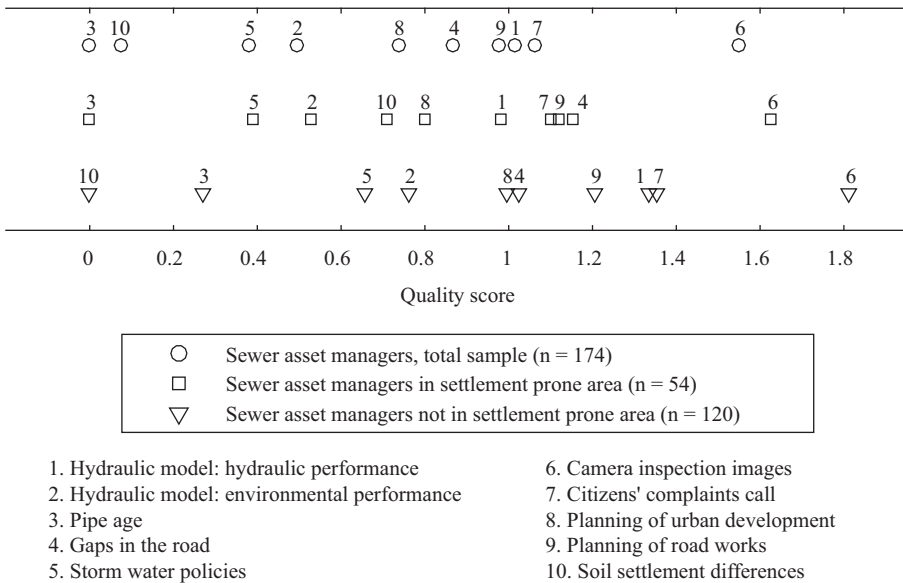 3 10 5 2 8 4 9 1 7 6
3 5 2 10 8 1 7 9 4 6
10 3 5 2 8 4 9 1 7 6
0 0.2 0.4 0.6 0.8 1 1.2 1.4 1.6 1.8
Quality score
Sewer asset managers, total sample (n = 174)
Sewer asset managers in settlement prone area (n = 54)
Sewer asset managers not in settlement prone area (n = 120)
1. Hydraulic model: hydraulic performance
2. Hydraulic model: environmental performance
3. Pipe age
4. Gaps in the road
5. Storm water policies
6. Camera inspection images
7. Citizens' complaints call
8. Planning of urban development
9. Planning of road works
10. Soil settlement differences